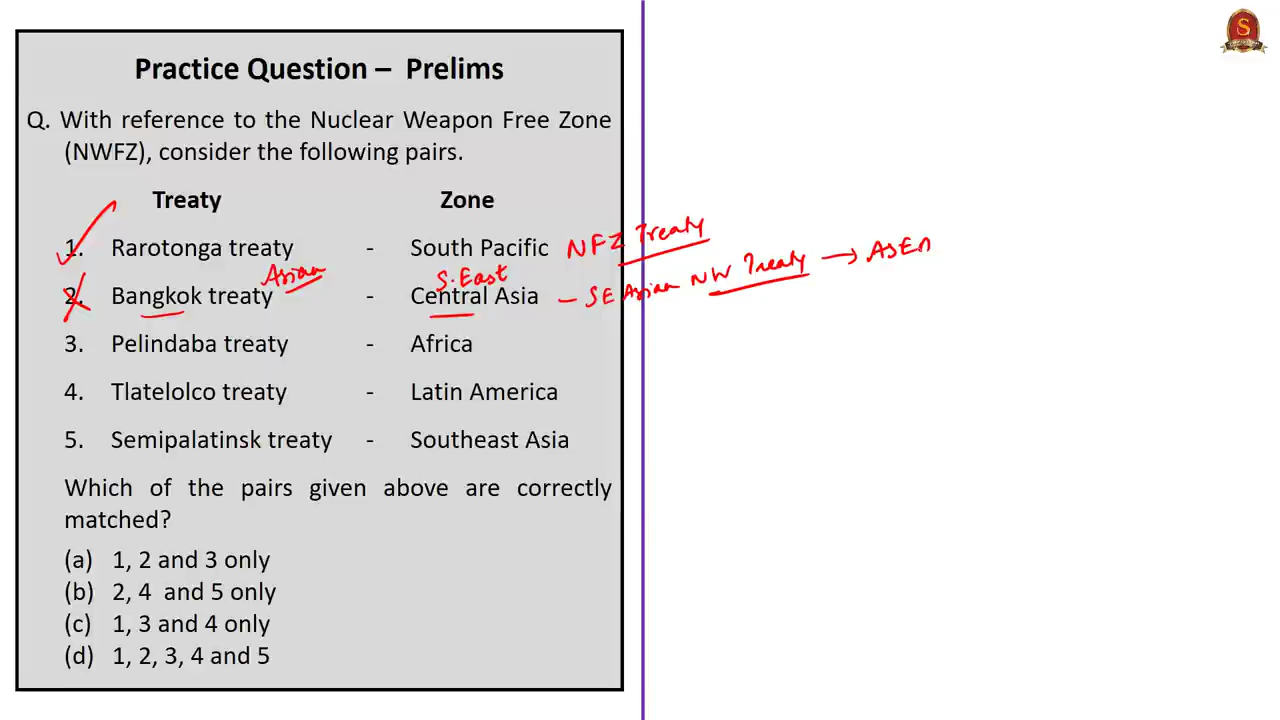 Practice Question – Prelims
Q. With reference to the Nuclear Weapon Free Zone
(NWFZ), consider the following pairs.
Treaty Zone
1. Rarotonga treaty - South Pacific NFZ Treaty
Asian S.East
2. Bangkok treaty - Central Asia – SE Asian NW Treaty → ASEA
3. Pelindaba treaty - Africa
4. Tlatelolco treaty - Latin America
5. Semipalatinsk treaty - Southeast Asia
Which of the pairs given above are correctly
matched?
(a) 1, 2 and 3 only
(b) 2, 4 and 5 only
(c) 1, 3 and 4 only
(d) 1, 2, 3, 4 and 5
S